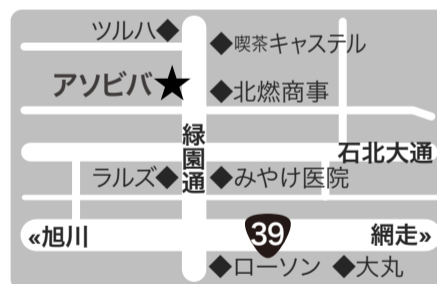 ツルハ◆
◆喫茶キャステル
アソビバ★
◆北燃商事
緑園通
石北大通
ラルズ◆
◆みやけ医院
«旭川
39
網走»
◆ローソン ◆大丸